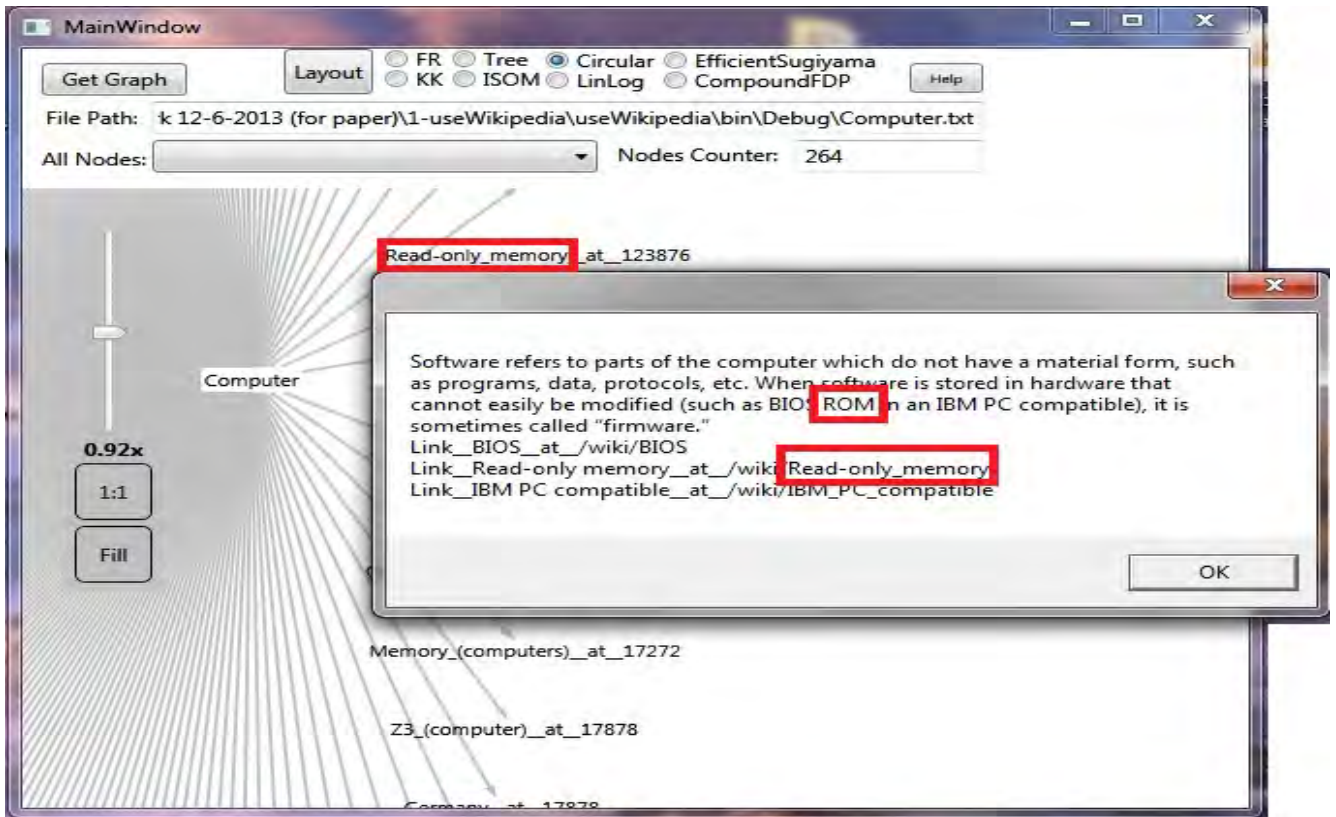 MainWindow
Get Graph
Layout
FR Tree Circular EfficientSugiyama
KK ISOM LinLog CompoundFDP
Help
File Path: k 12-6-2013 (for paper)\1-useWikipedia\useWikipedia\bin\Debug\Computer.txt
All Nodes:
Nodes Counter: 264
Read-only_memory _at__123876
Computer
0.92x
1:1
Fill
Software refers to parts of the computer which do not have a material form, such
as programs, data, protocols, etc. When software is stored in hardware that
cannot easily be modified (such as BIOS ROM in an IBM PC compatible), it is
sometimes called "firmware."
Link__BIOS__at__/wiki/BIOS
Link__Read-only memory__at__/wiki/Read-only_memory
Link__IBM PC compatible__at__/wiki/IBM_PC_compatible
OK
Memory_(computers)__at__17272
Z3_(computer)__at__17878
Germany__at__17878